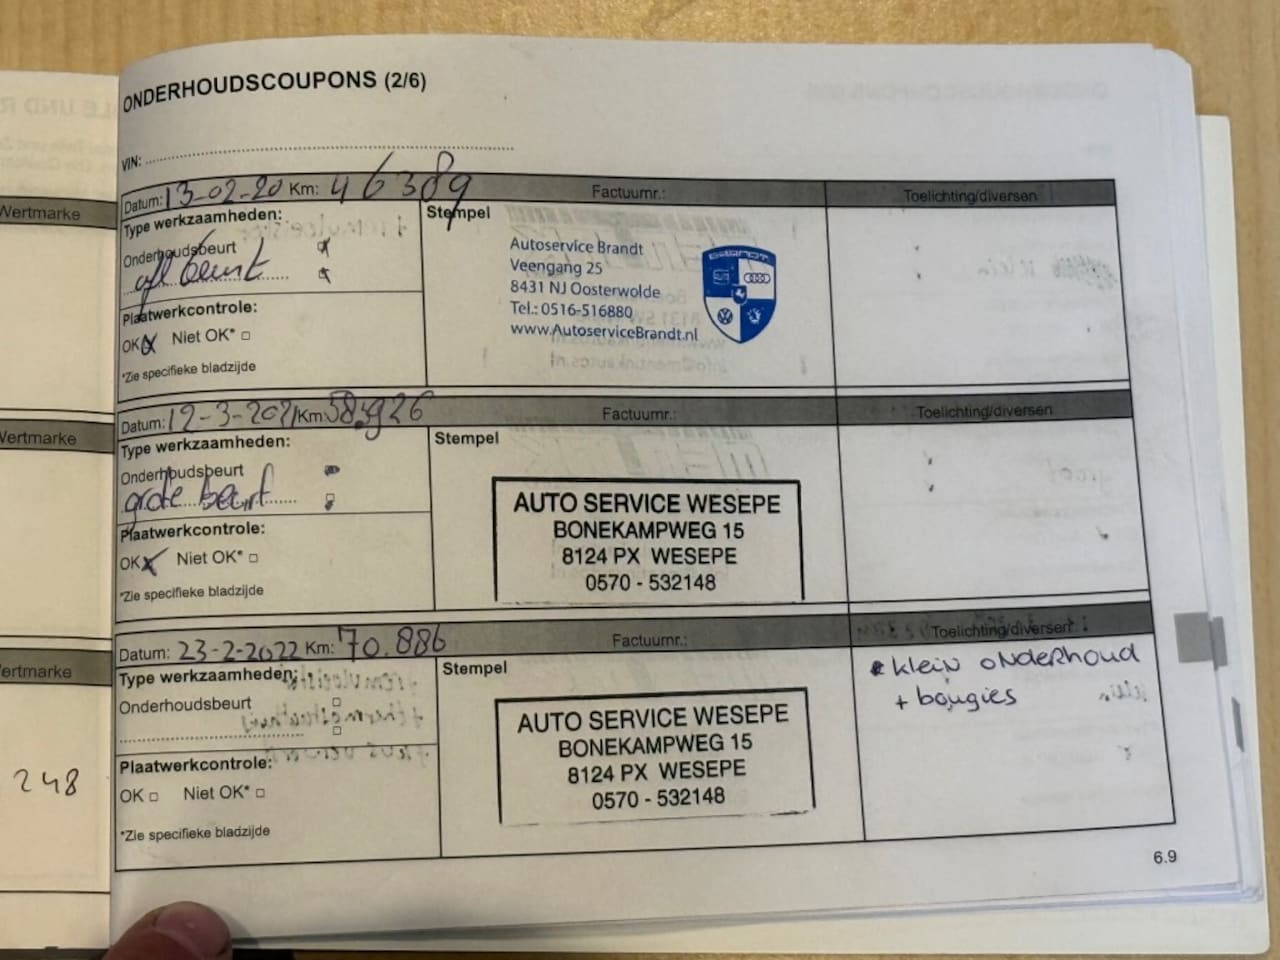 ONDERHOUDSCOUPONS (2/6)
VIN:
Datum: 13-02-20 Km: 46389 Factuurnr.: Toelichting/diversen
Type werkzaamheden:
Stempel
Onderhoudsbeurt
afl beurt
Plaatwerkcontrole:
OK Niet OK*
*Zie specifieke bladzijde
Autoservice Brandt
Veengang 25
8431 NJ Oosterwolde
Tel.: 0516-516880
www.AutoserviceBrandt.nl
BRANDT
Datum: 12-3-2021 Km: 58.926 Factuurnr.: Toelichting/diversen
Type werkzaamheden:
Stempel
Onderhoudsbeurt
grote beurt
Plaatwerkcontrole:
OK Niet OK*
*Zie specifieke bladzijde
AUTO SERVICE WESEPE
BONEKAMPWEG 15
8124 PX WESEPE
0570 - 532148
Datum: 23-2-2022 Km: 70.886 Factuurnr.: Toelichting/diversen
Type werkzaamheden:
Stempel
Onderhoudsbeurt
Plaatwerkcontrole:
OK Niet OK*
*Zie specifieke bladzijde
AUTO SERVICE WESEPE
BONEKAMPWEG 15
8124 PX WESEPE
0570 - 532148
klein onderhoud
+ bougies
6.9
Wertmarke
Wertmarke
ertmarke
248